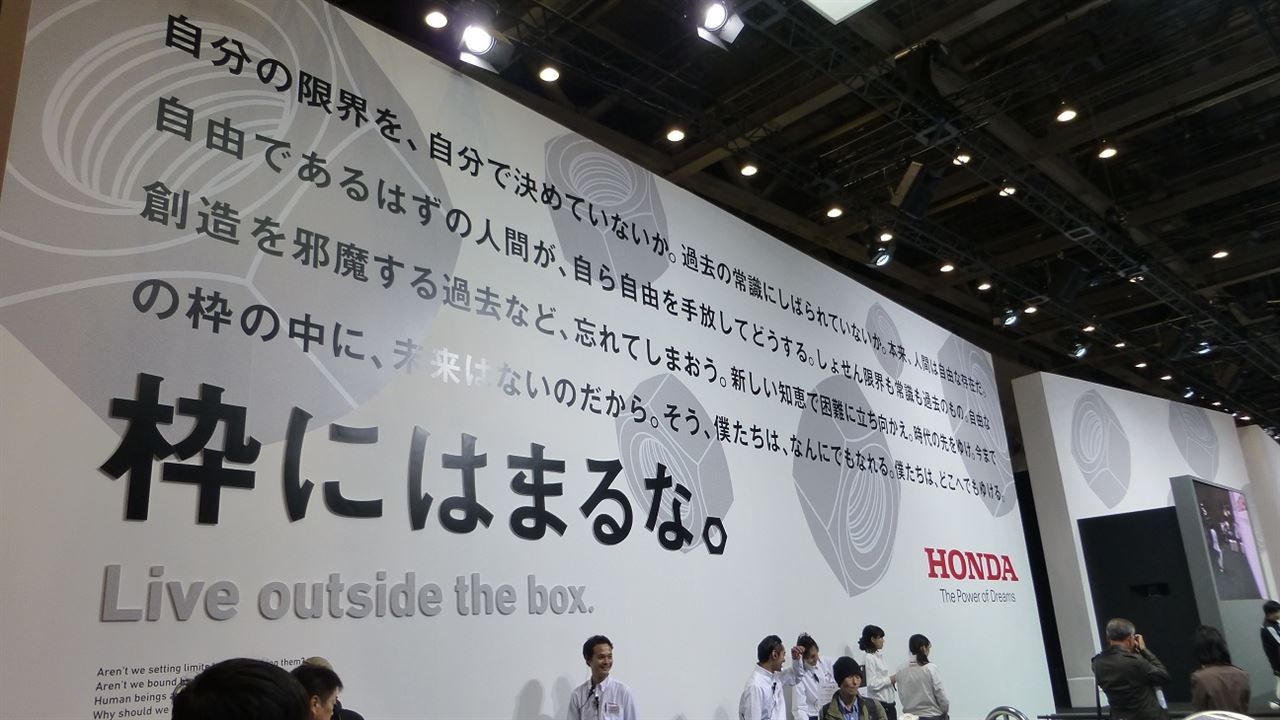 自分の限界を、自分で決めていないか。過去の常識にしばられていないか。本来、人間は自由な存在だ。
自由であるはずの人間が、自ら自由を手放してどうする。しょせん限界も常識も過去のもの。自由な
創造を邪魔する過去など、忘れてしまおう。新しい知恵で困難に立ち向かえ。時代の先をゆけ。今まで
の枠の中に、未来はないのだから。そう、僕たちは、なんにでもなれる。僕たちは、どこへでもゆける。
枠にはまるな。
Live outside the box.
HONDA
The Power of Dreams
Aren't we setting limits them?
Aren't we bound
Human beings
Why should we